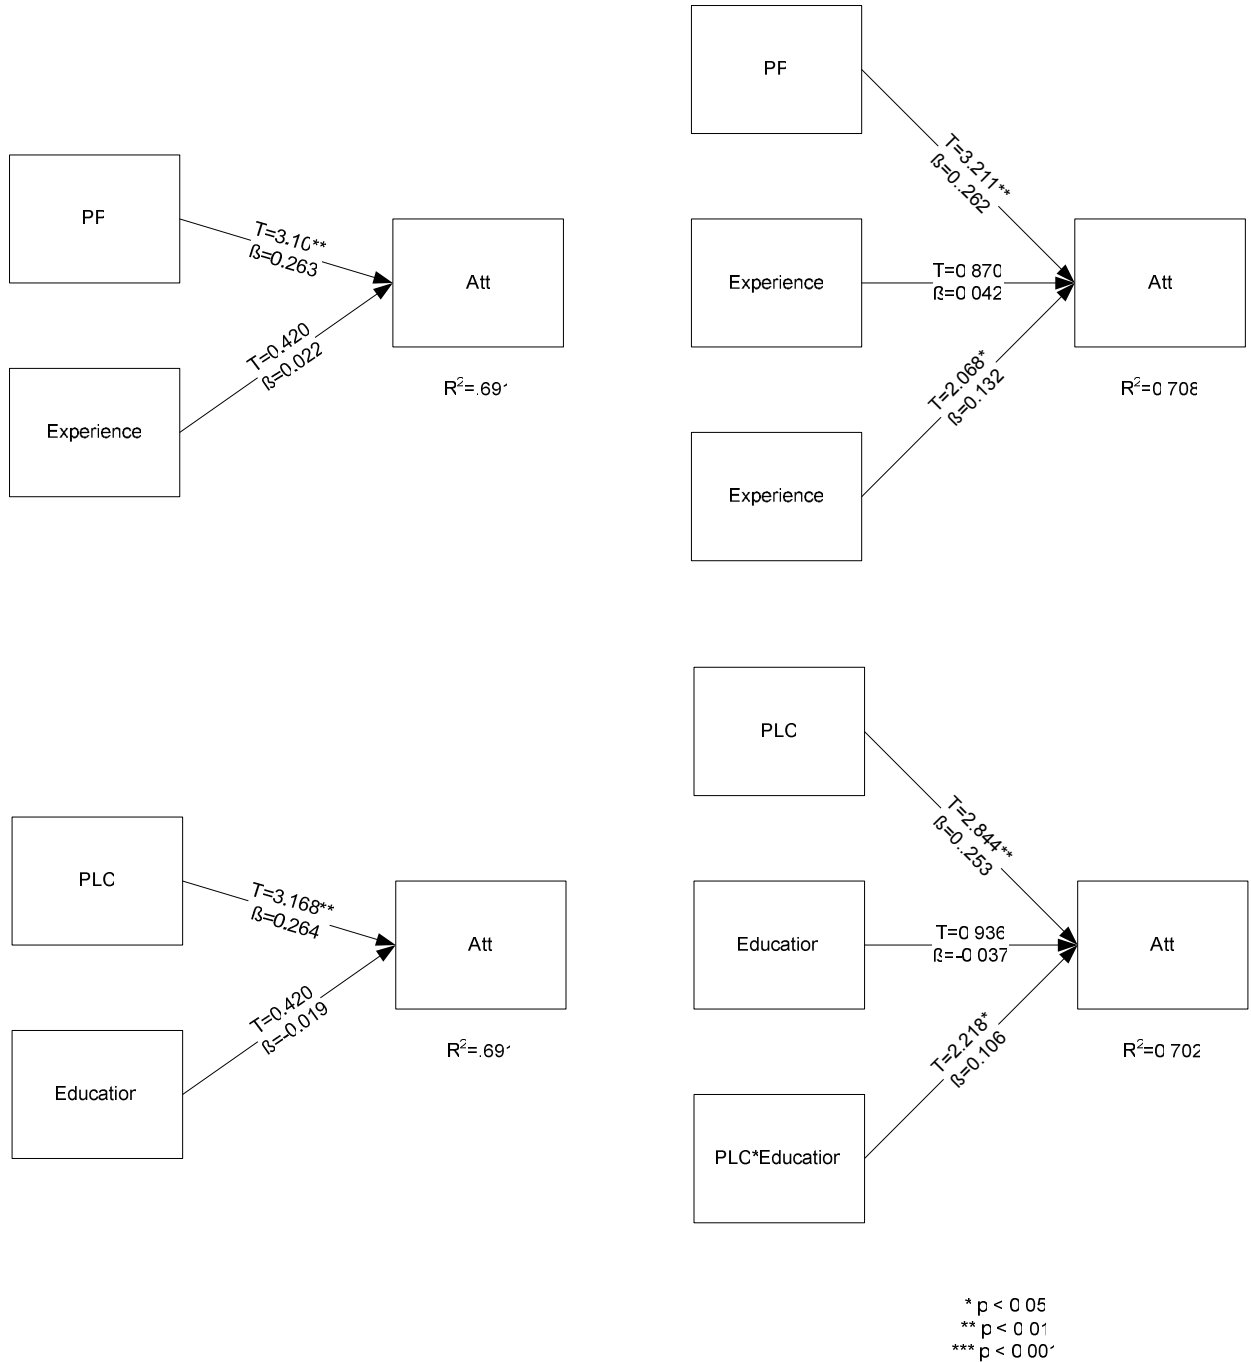 PF
T=3.10**
ß=0.263
Att
T=0.420
ß=0.022
Experience
R²=.691
PF
T=3.211**
ß=0..262
Experience
T=0.870
ß=0.042
Att
T=2.068*
ß=0.132
R²=0.708
Experience
PLC
T=3.168**
ß=0.264
Att
T=0.420
ß=-0.019
Education
R²=.691
PLC
T=2.844**
ß=0..253
Education
T=0.936
ß=-0.037
Att
T=2.218*
ß=0.106
R²=0.702
PLC*Education
* p < 0.05
** p < 0.01
*** p < 0.001